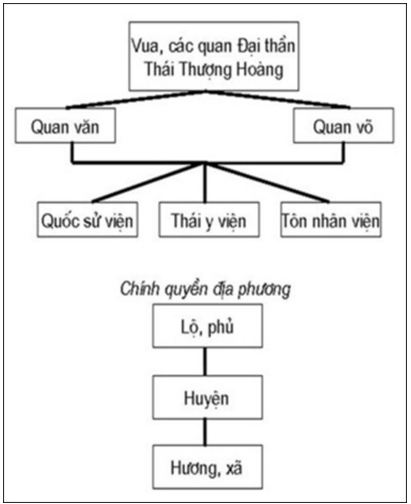 Vua, các quan Đại thần
Thái Thượng Hoàng
Quan văn
Quan võ
Quốc sử viện
Thái y viện
Tôn nhân viện
Chính quyền địa phương
Lộ, phủ
Huyện
Hương, xã